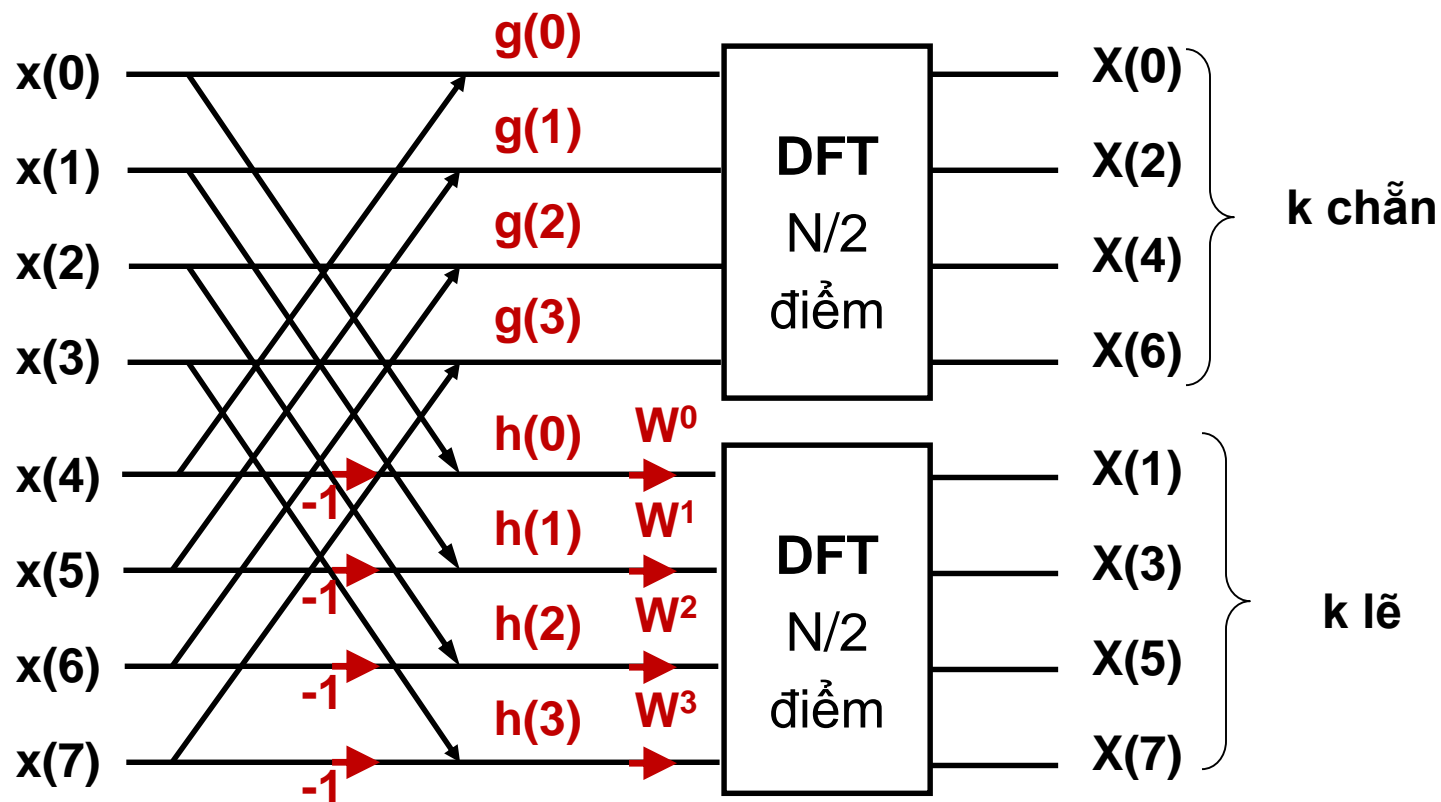 g(0)
x(0)
X(0)
g(1)
x(1)
DFT
X(2)
k chẵn
g(2)
N/2
x(2)
X(4)
g(3)
điểm
x(3)
X(6)
h(0)
W⁰
x(4)
-1
X(1)
h(1)
W¹
x(5)
-1
DFT
X(3)
k lẽ
h(2)
W²
N/2
x(6)
-1
X(5)
h(3)
W³
điểm
x(7)
-1
X(7)